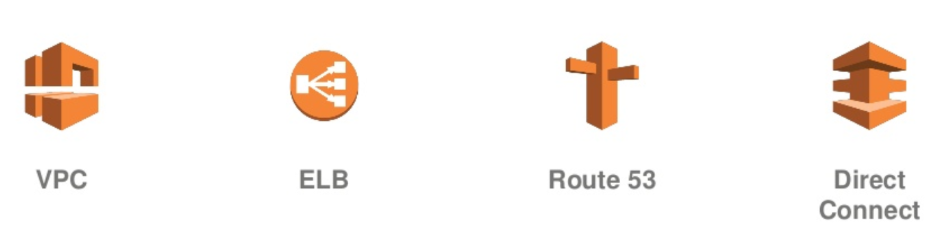 VPC
ELB
Route 53
Direct
Connect